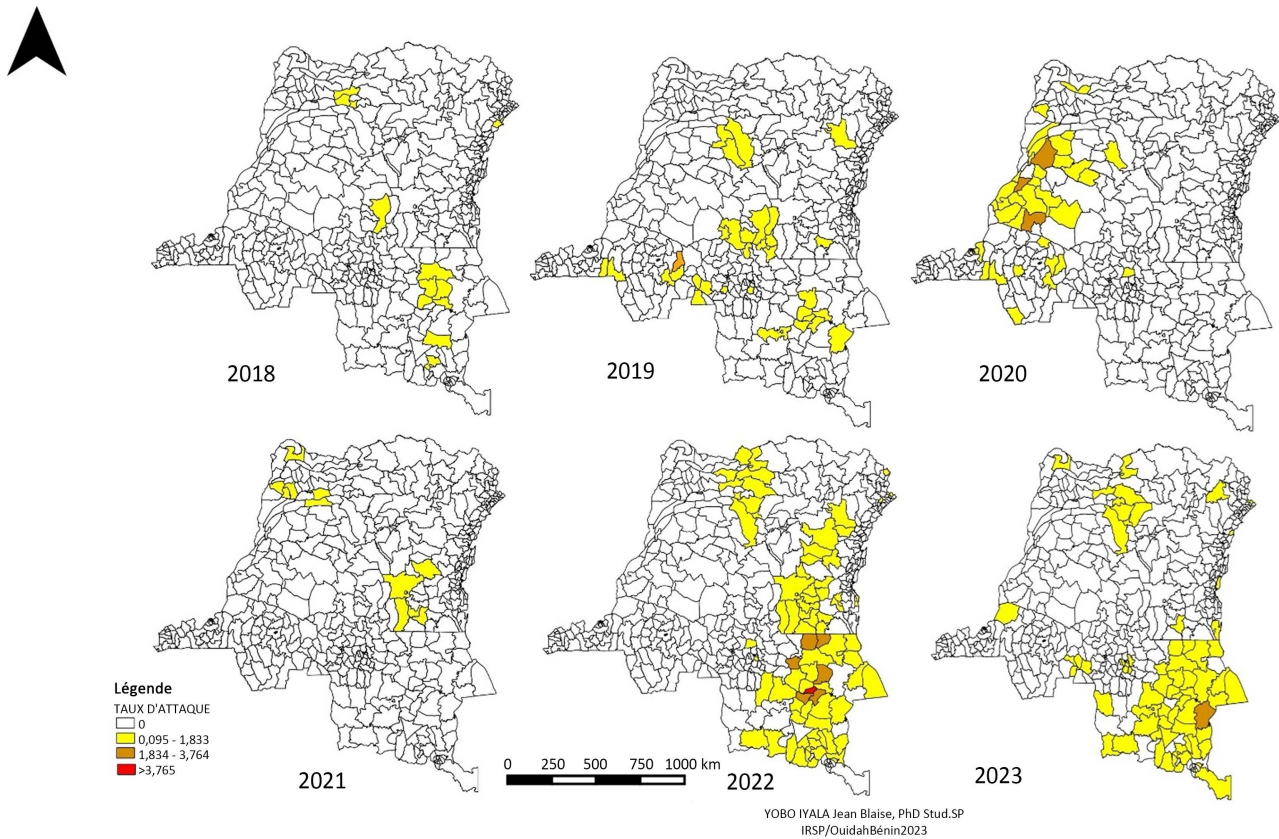 2018
2019
2020
Légende
TAUX D'ATTAQUE
0
0,095 - 1,833
1,834 - 3,764
>3,765
2021
0 250 500 750 1000 km
2022
2023
YOBO IYALA Jean Blaise, PhD Stud.SP
IRSP/OuidahBénin2023